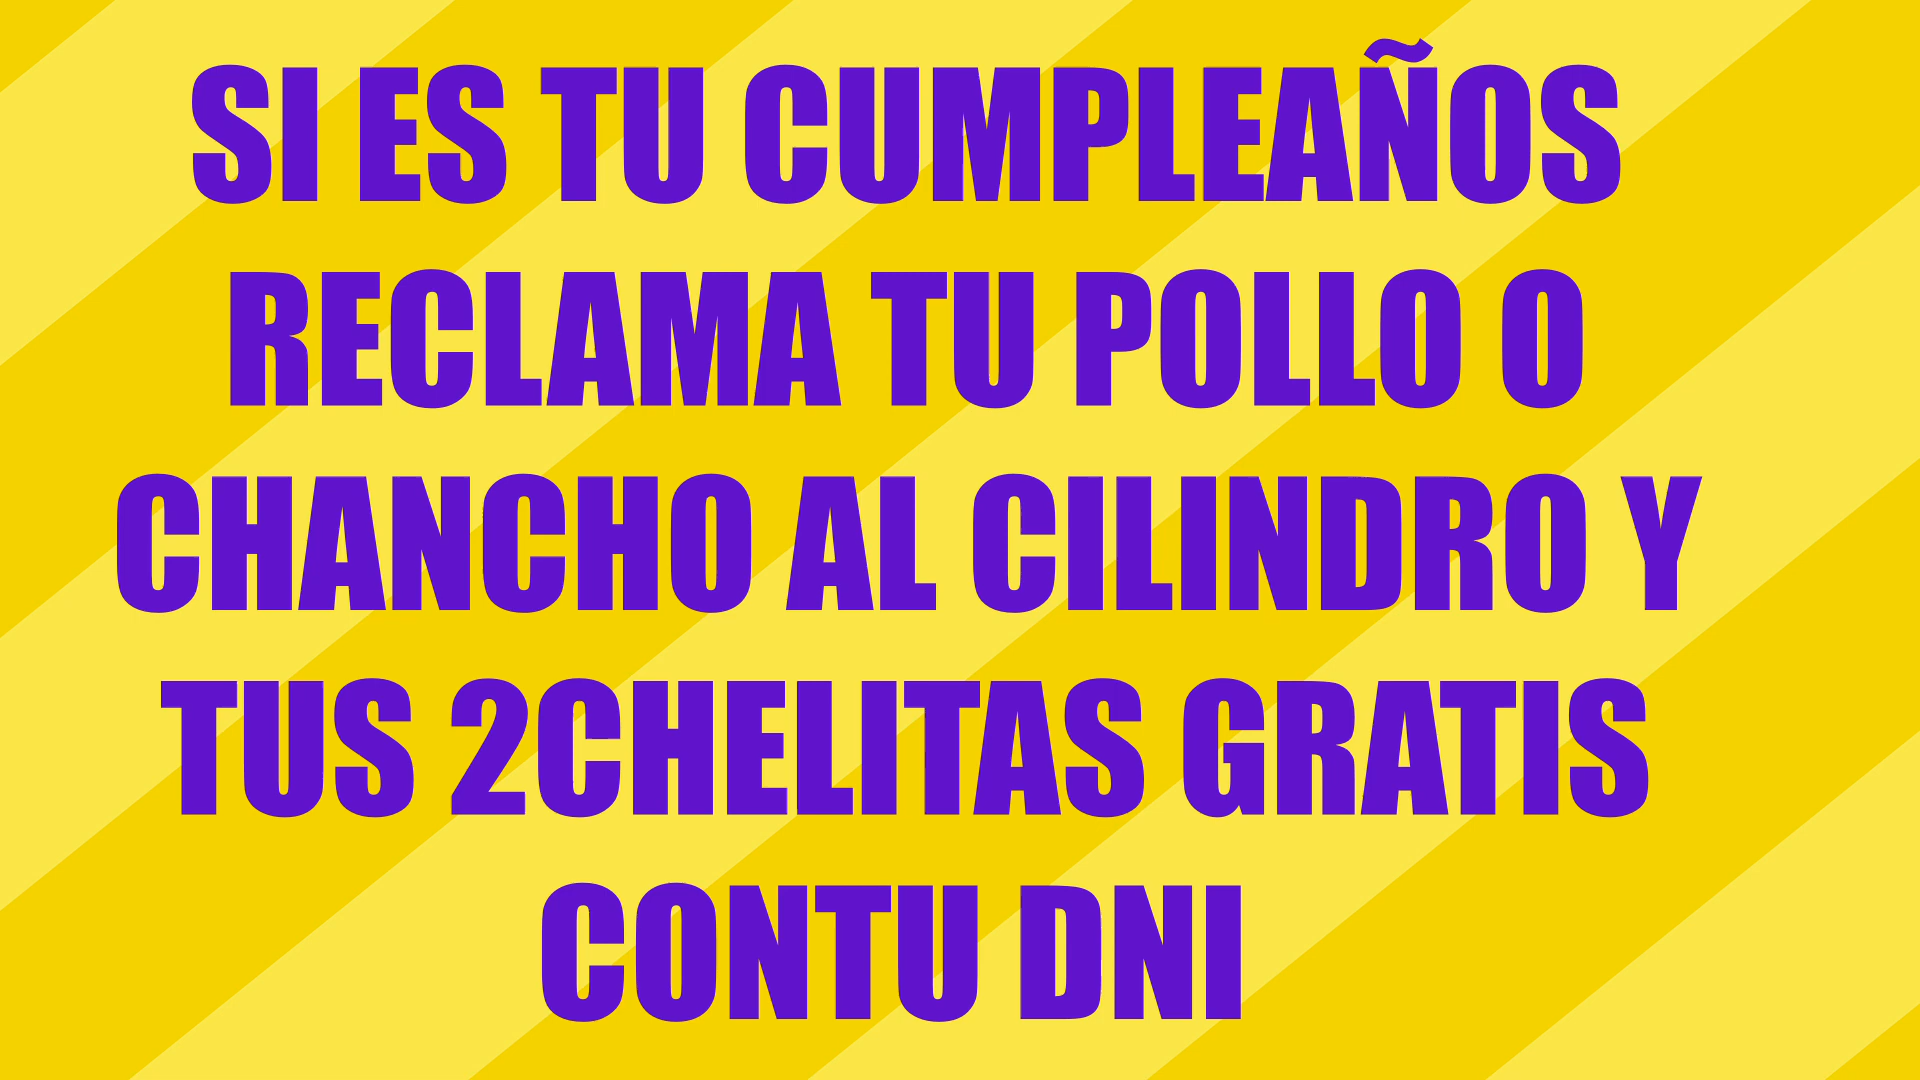 SI ES TU CUMPLEAÑOS
RECLAMA TU POLLO O
CHANCHO AL CILINDRO Y
TUS 2CHELITAS GRATIS
CONTU DNI